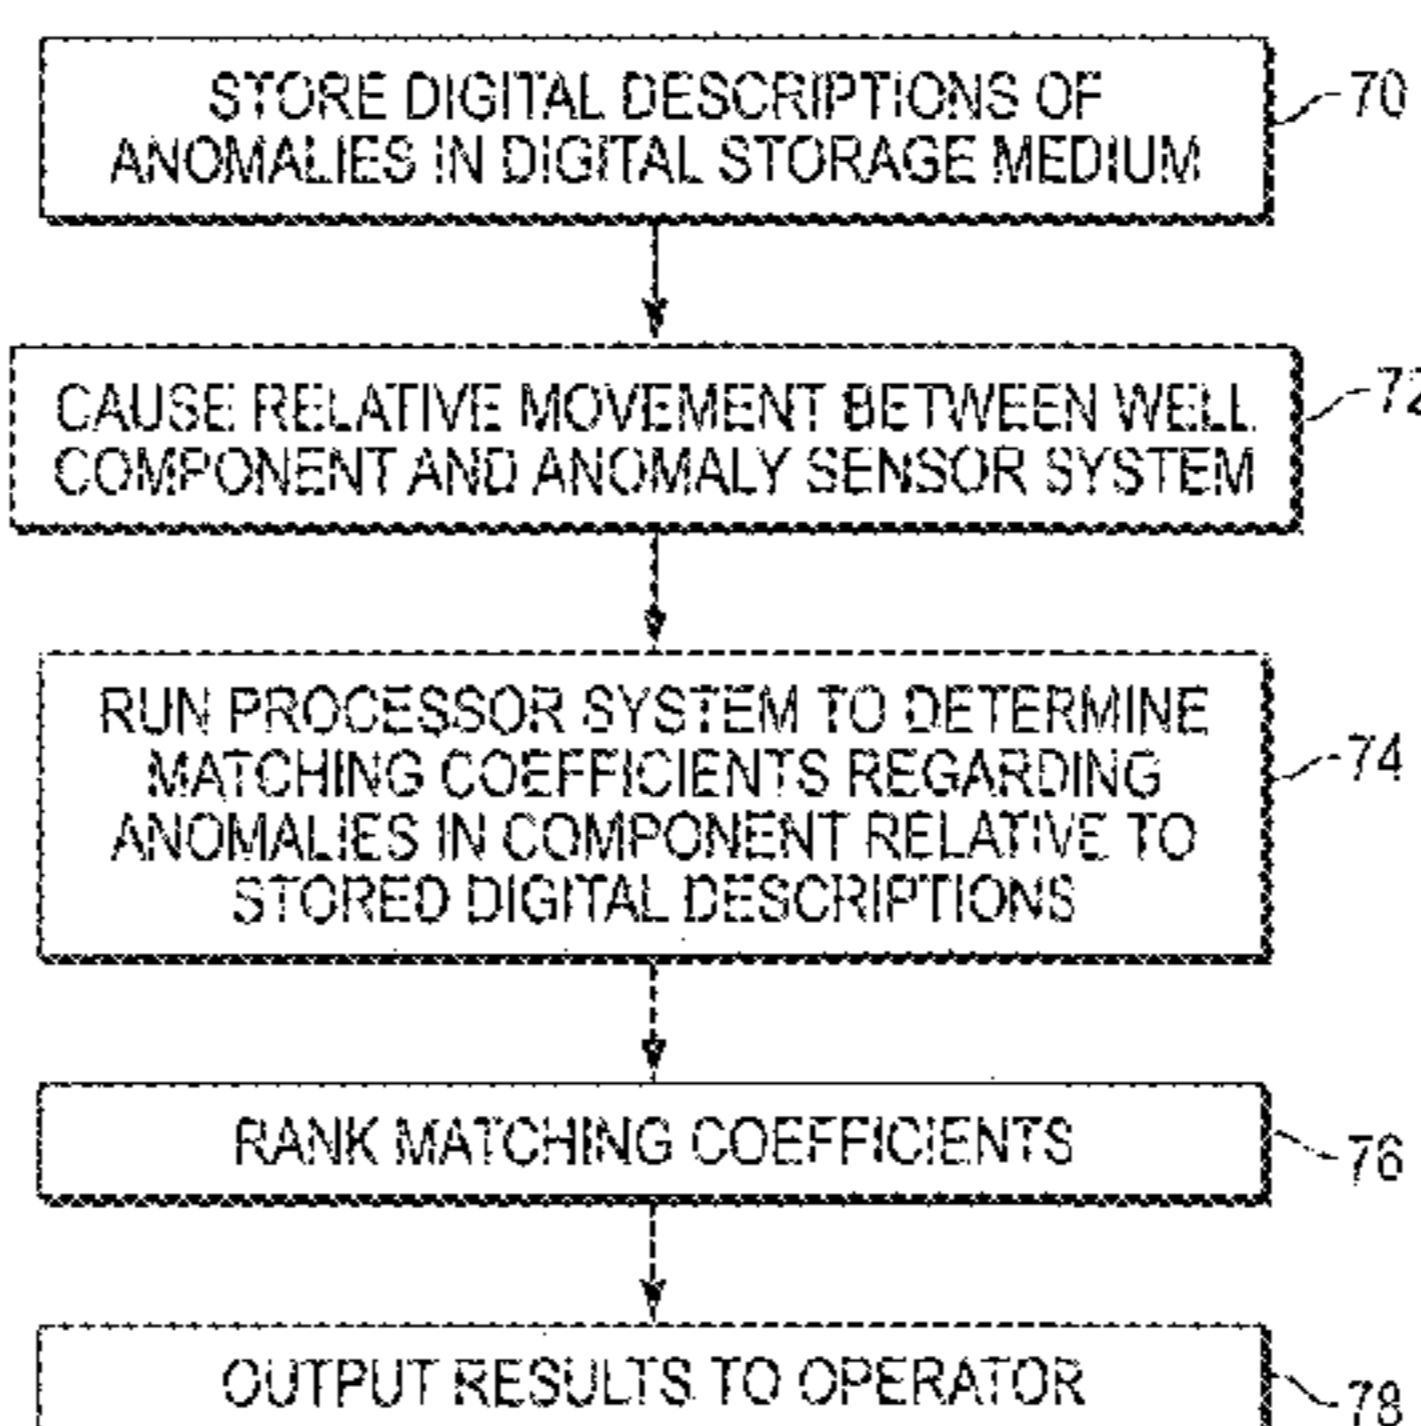 STORE DIGITAL DESCRIPTIONS OF
ANOMALIES IN DIGITAL STORAGE MEDIUM
70
CAUSE RELATIVE MOVEMENT BETWEEN WELL
COMPONENT AND ANOMALY SENSOR SYSTEM
72
RUN PROCESSOR SYSTEM TO DETERMINE
MATCHING COEFFICIENTS REGARDING
ANOMALIES IN COMPONENT RELATIVE TO
STORED DIGITAL DESCRIPTIONS
74
RANK MATCHING COEFFICIENTS
76
OUTPUT RESULTS TO OPERATOR
78